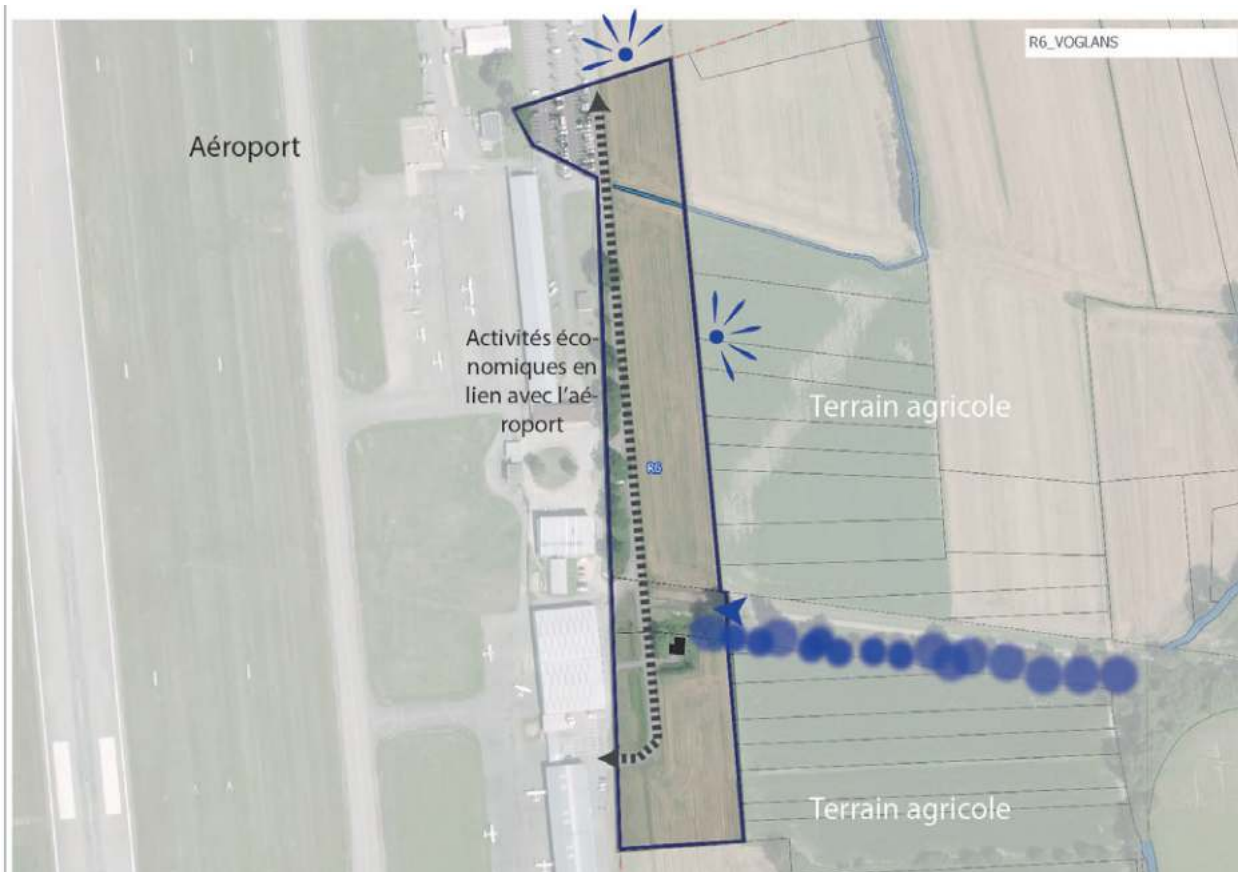 R6_VOGLANS
Aéroport
Activités éco-
nomiques en
lien avec l'aé-
roport
Terrain agricole
R6
Terrain agricole